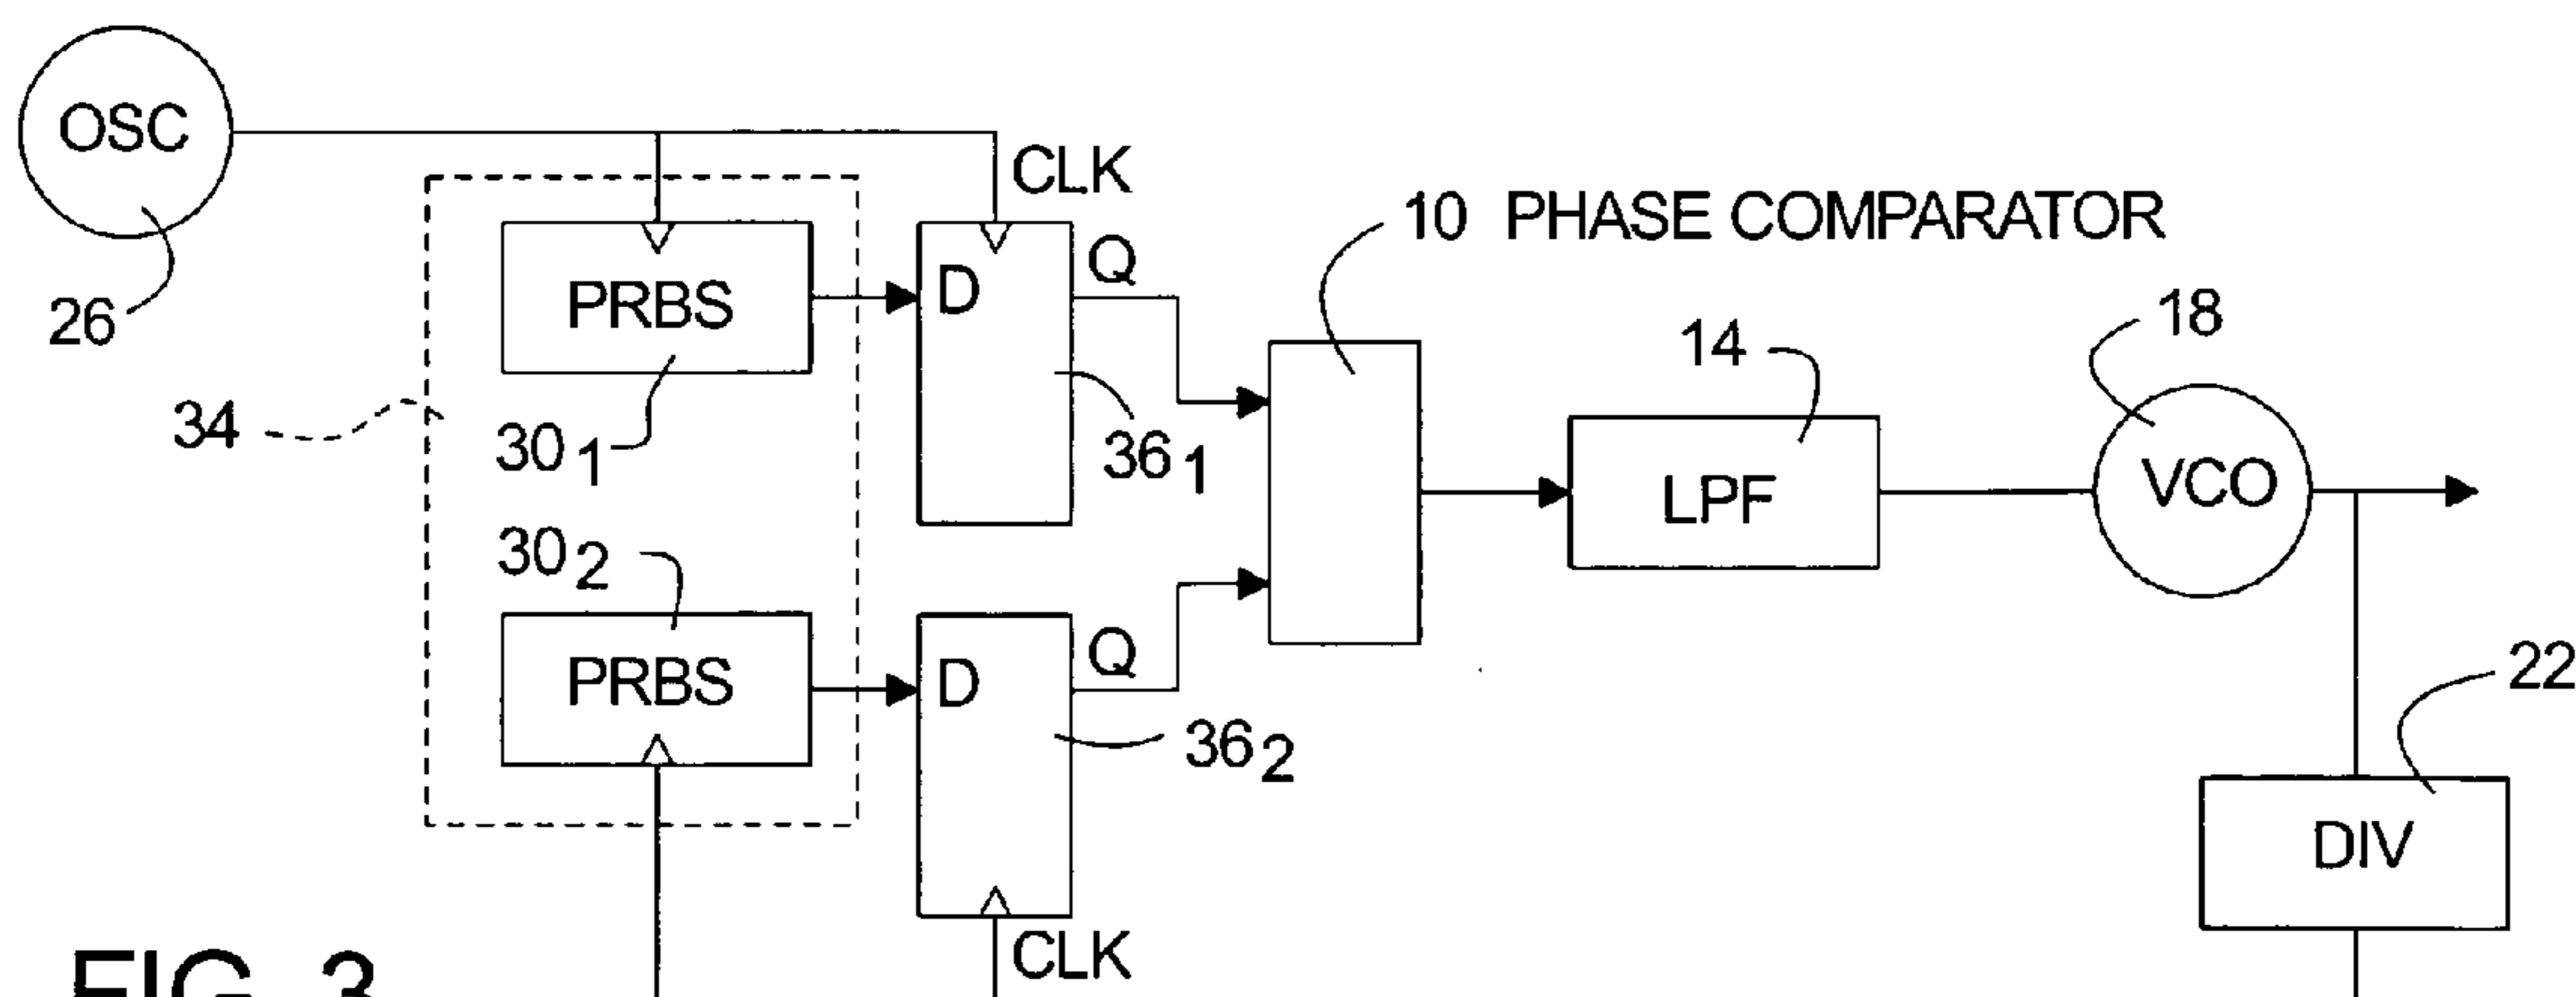 OSC
26
CLK
10 PHASE COMPARATOR
PRBS
D
Q
14
18
34
30 1
36 1
LPF
VCO
30 2
PRBS
D
Q
36 2
22
DIV
CLK
FIG. 3